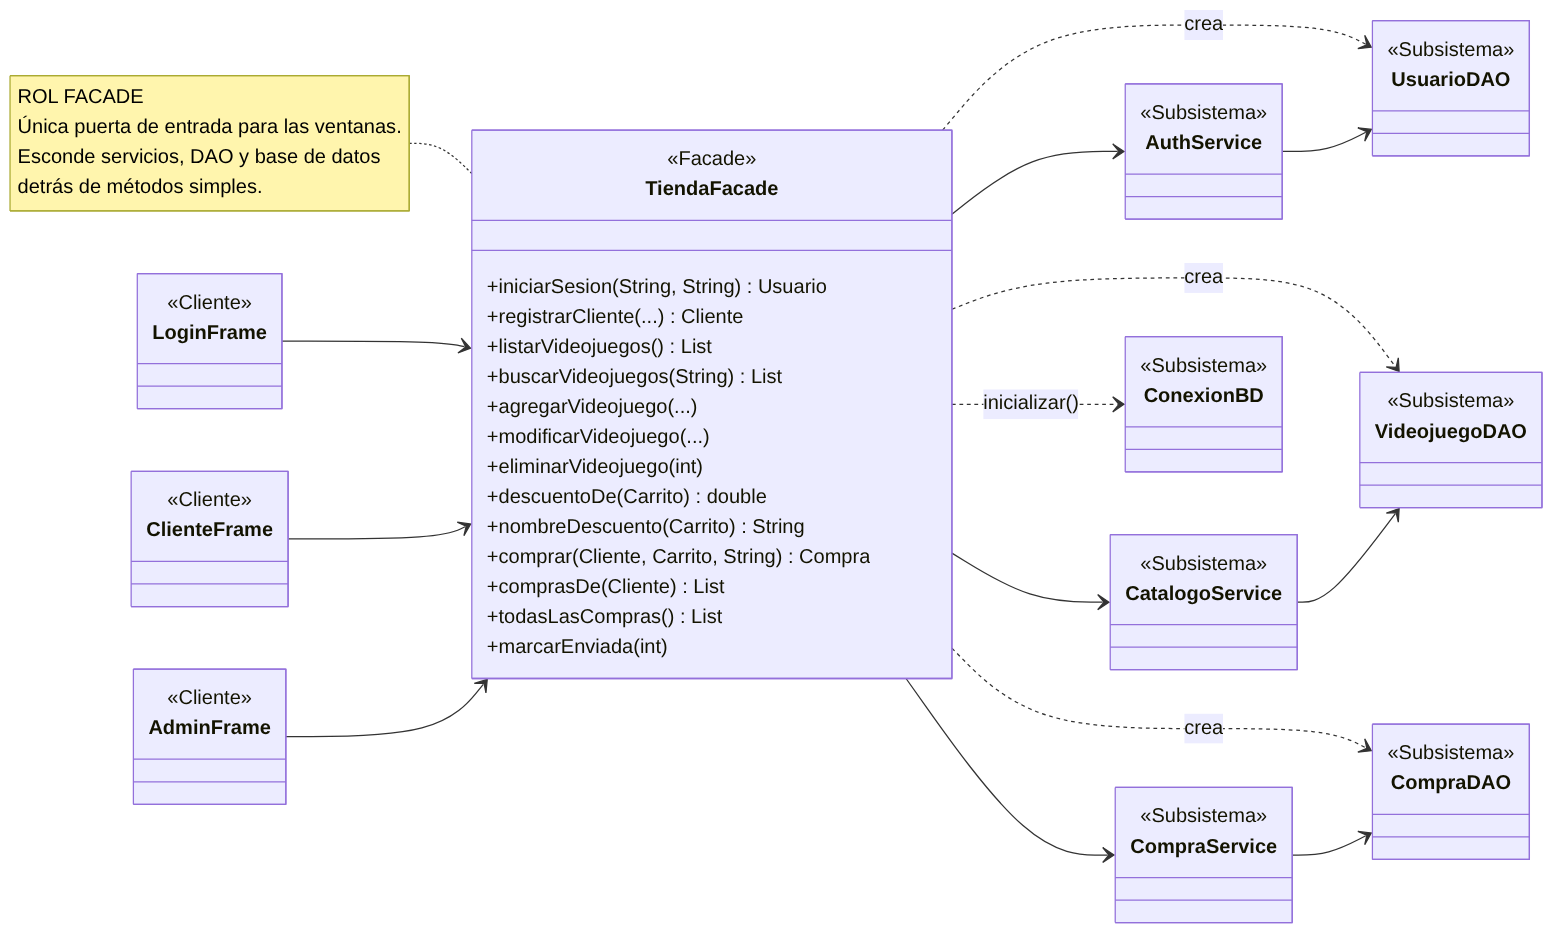 ROL FACADE
Única puerta de entrada para las ventanas.
Esconde servicios, DAO y base de datos
detrás de métodos simples.
«Cliente»
LoginFrame
«Cliente»
ClienteFrame
«Cliente»
AdminFrame
«Facade»
TiendaFacade
+iniciarSesion(String, String) : Usuario
+registrarCliente(...) : Cliente
+listarVideojuegos() : List
+buscarVideojuegos(String) : List
+agregarVideojuego(...)
+modificarVideojuego(...)
+eliminarVideojuego(int)
+descuentoDe(Carrito) : double
+nombreDescuento(Carrito) : String
+comprar(Cliente, Carrito, String) : Compra
+comprasDe(Cliente) : List
+todasLasCompras() : List
+marcarEnviada(int)
crea
«Subsistema»
AuthService
crea
inicializar()
«Subsistema»
ConexionBD
«Subsistema»
CatalogoService
crea
«Subsistema»
CompraService
«Subsistema»
UsuarioDAO
«Subsistema»
VideojuegoDAO
«Subsistema»
CompraDAO